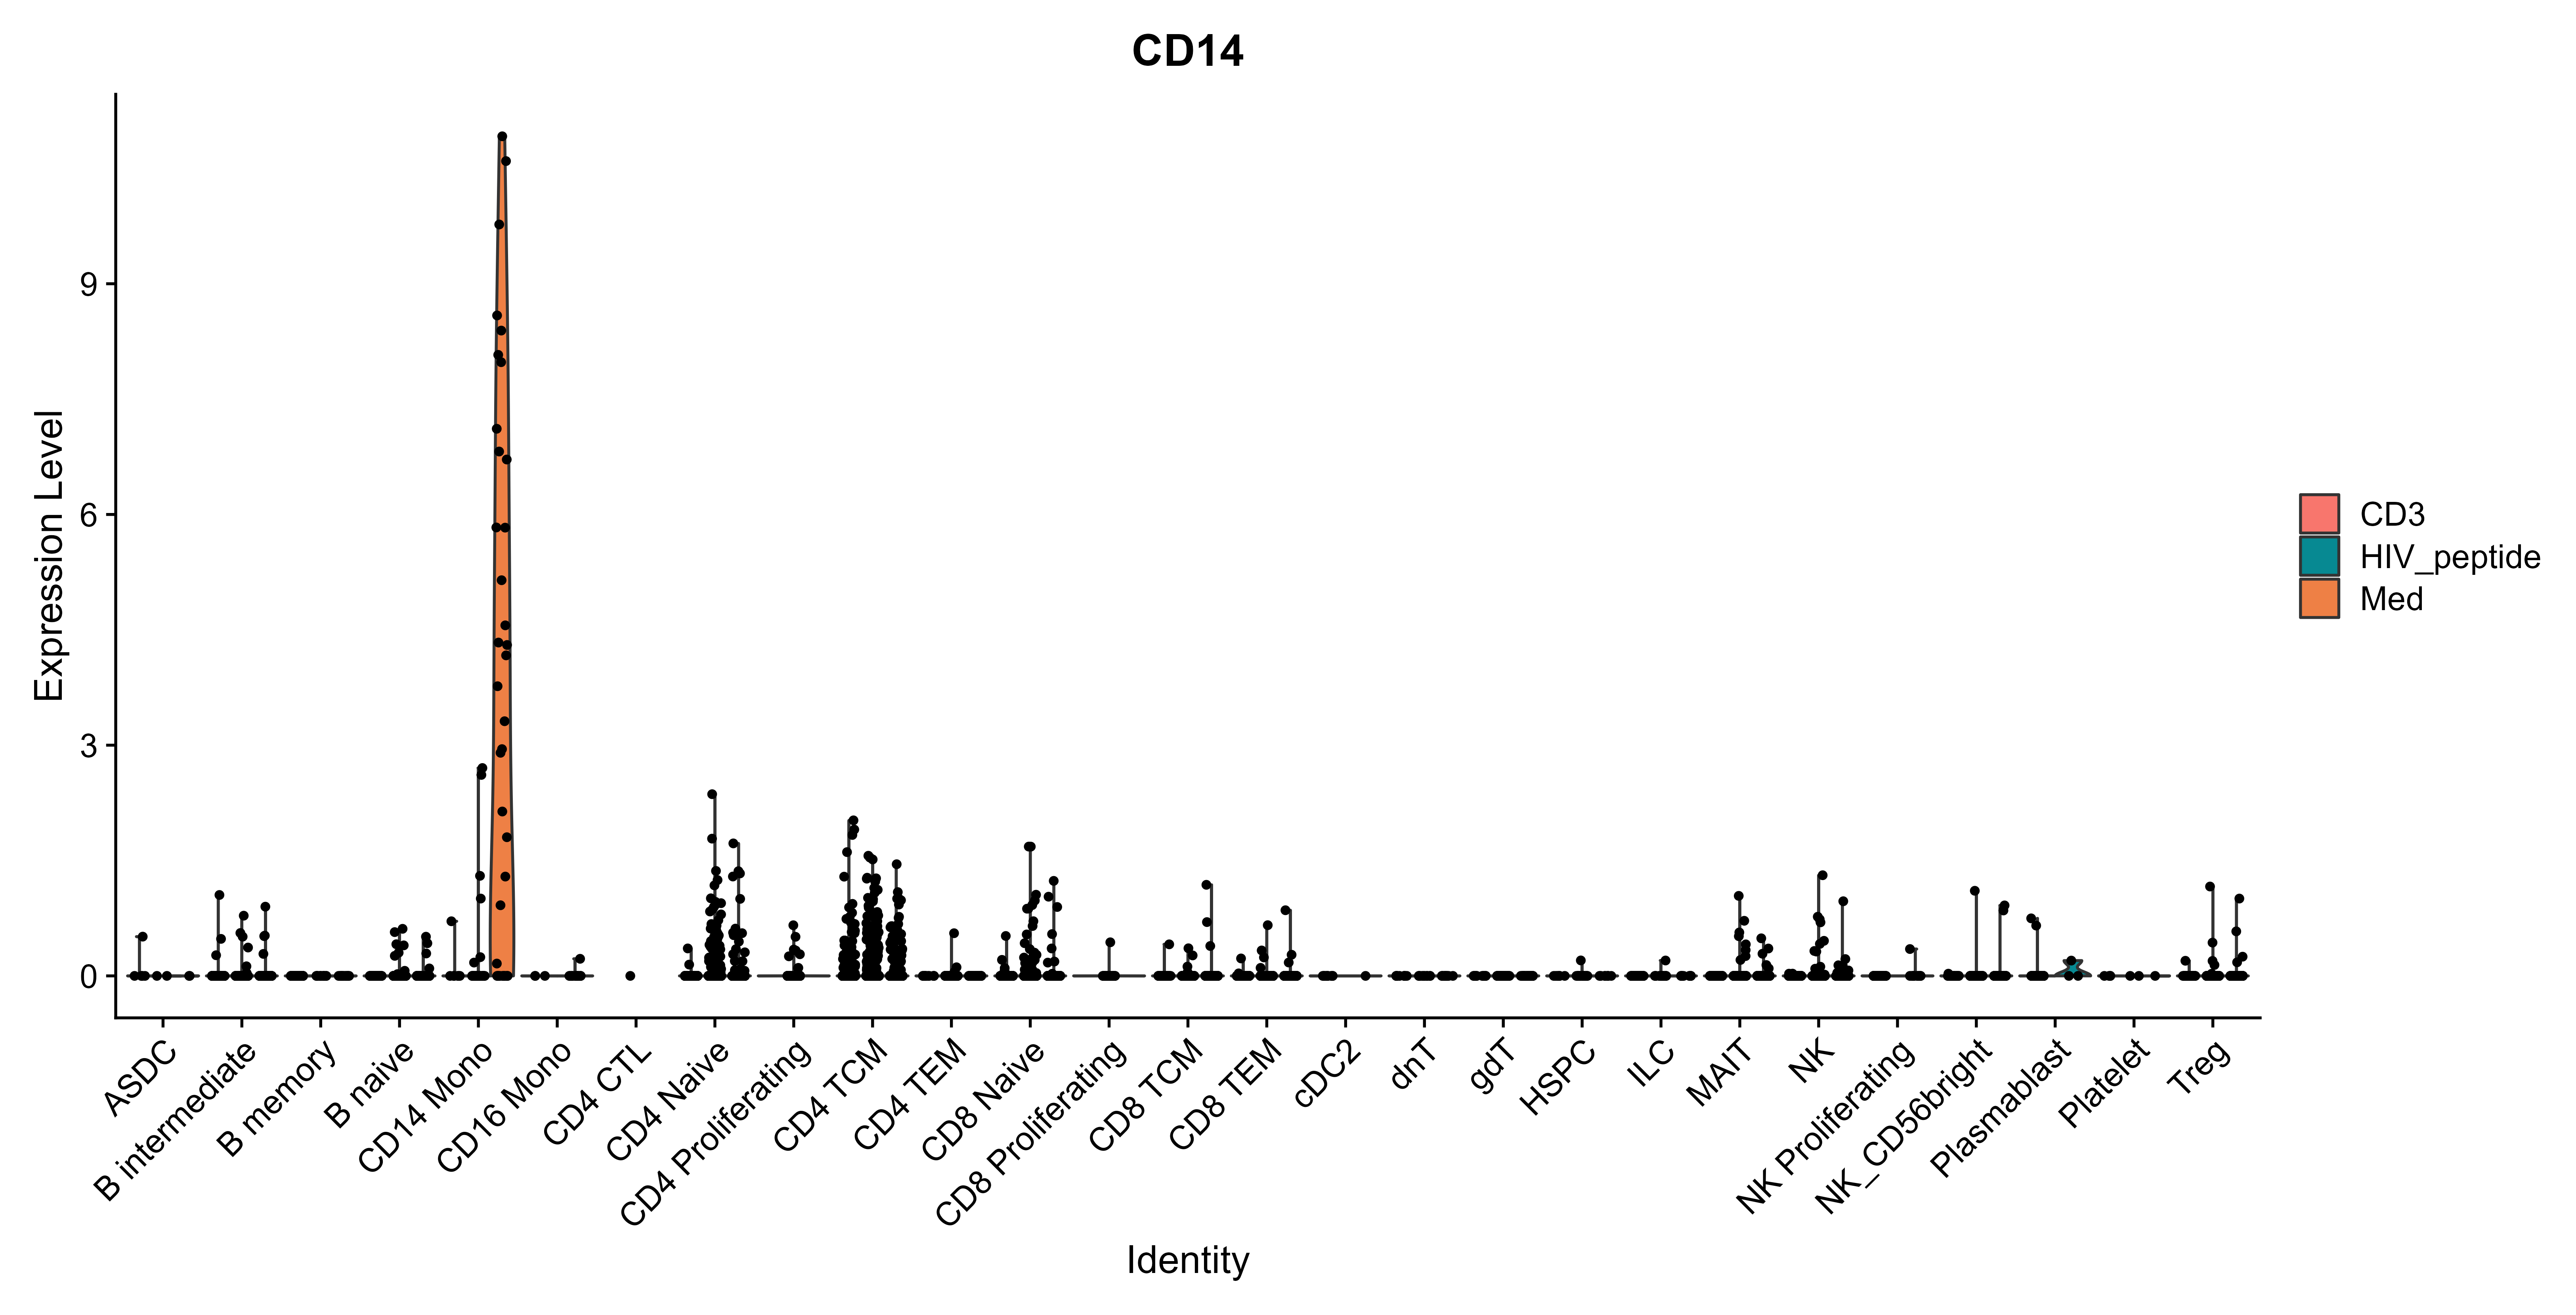 CD14
Expression Level
9
6
3
0
CD3
HIV_peptide
Med
ASDC
B intermediate
B memory
B naive
CD14 Mono
CD16 Mono
CD4 CTL
CD4 Naive
CD4 Proliferating
CD4 TCM
CD4 TEM
CD8 Naive
CD8 Proliferating
CD8 TCM
CD8 TEM
cDC2
dnT
gdT
HSPC
ILC
MAIT
NK
NK Proliferating
NK_CD56bright
Plasmablast
Platelet
Treg
Identity